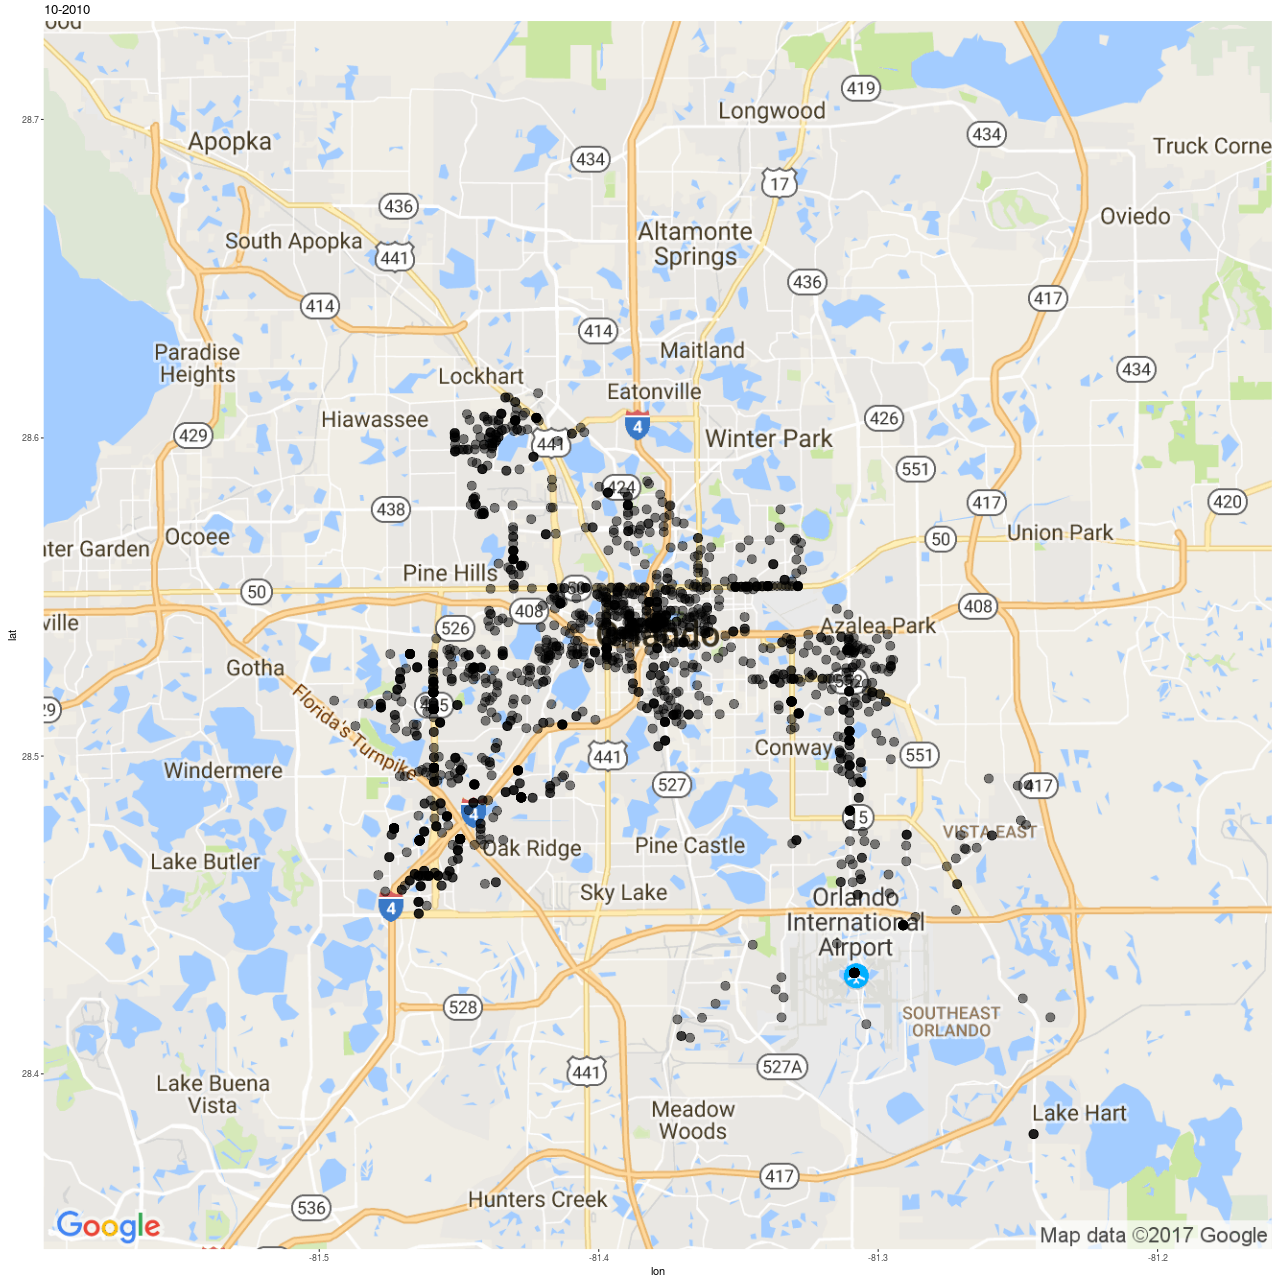 10-2010
ood
419
Longwood
28.7
434
Apopka
434
Truck Corne
17
436
Oviedo
South Apopka
Altamonte
Springs
441
436
417
414
414
Paradise
Heights
Maitland
434
Lockhart
Eatonville
Hiawassee
426
4
429
28.6
441
Winter Park
551
424
417
420
438
Ocoee
Union Park
50
ater Garden
Pine Hills
50
408
408
ville
526
Azalea Park
Orlando
Gotha
552
29
Florida's Turnpike
441
Conway
551
28.5
Windermere
527
417
4
15
VISTA EAST
Oak Ridge
Pine Castle
Lake Butler
Sky Lake
4
Orlando
International
Airport
lat
528
SOUTHEAST
ORLANDO
527A
441
28.4
Lake Buena
Vista
Meadow
Woods
Lake Hart
417
Hunters Creek
536
Google
Map data ©2017 Google
-81.5
-81.4
-81.3
-81.2
lon